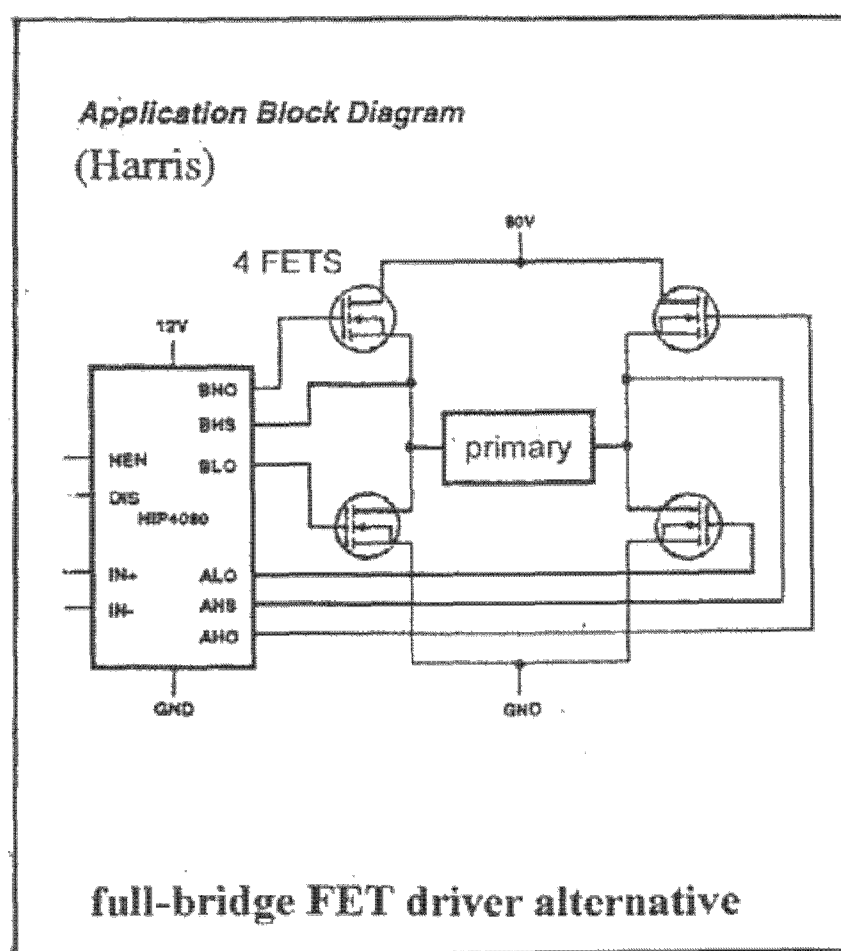 Application Block Diagram
(Harris)
80V
4 FETS
12V
BHO
BHS
BLO
HEN
DIS
HIP4080
primary
IN+
ALO
IN-
AHS
AHO
GND
GND
full-bridge FET driver alternative